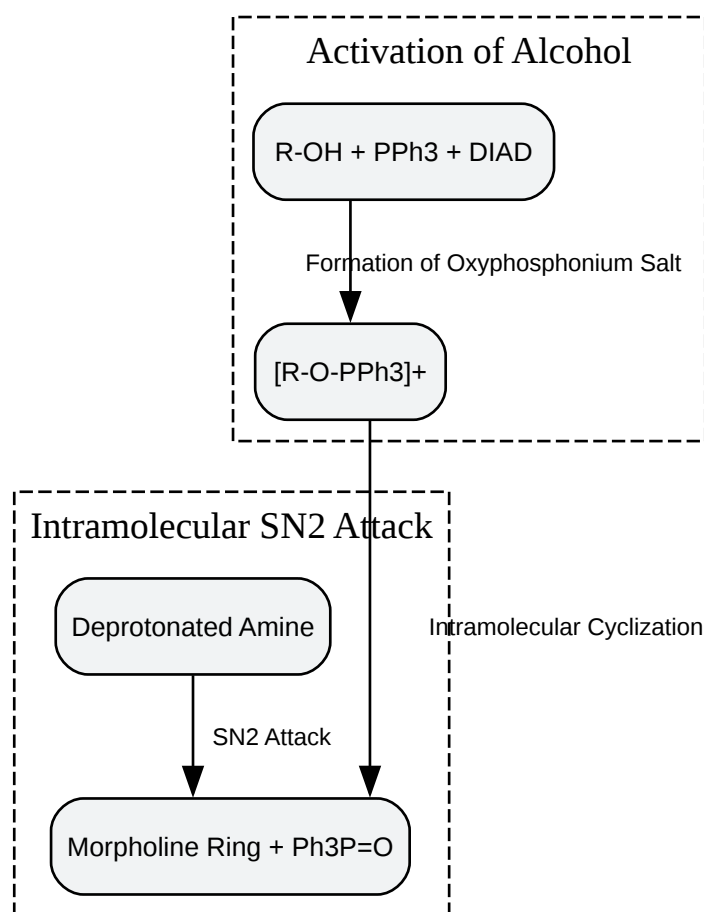 Activation of Alcohol
R-OH + PPh3 + DIAD
Formation of Oxyphosphonium Salt
[R-O-PPh3]+
Intramolecular SN2 Attack
Deprotonated Amine
Intramolecular Cyclization
SN2 Attack
Morpholine Ring + Ph3P=O